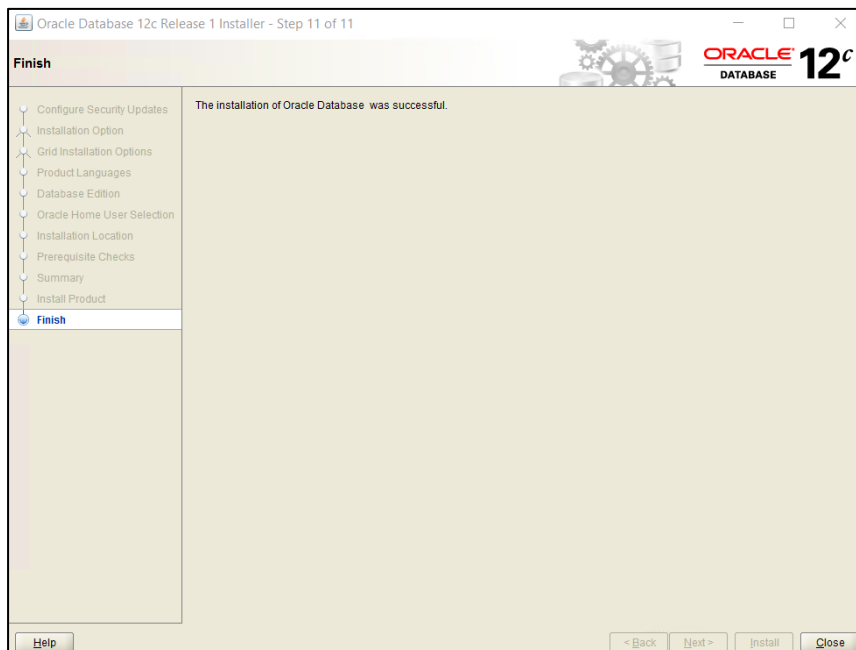 Oracle Database 12c Release 1 Installer - Step 11 of 11
Finish
ORACLE
DATABASE
12c
Configure Security Updates
Installation Option
Grid Installation Options
Product Languages
Database Edition
Oracle Home User Selection
Installation Location
Prerequisite Checks
Summary
Install Product
Finish
The installation of Oracle Database  was successful.
Help
< Back
Next >
Install
Close